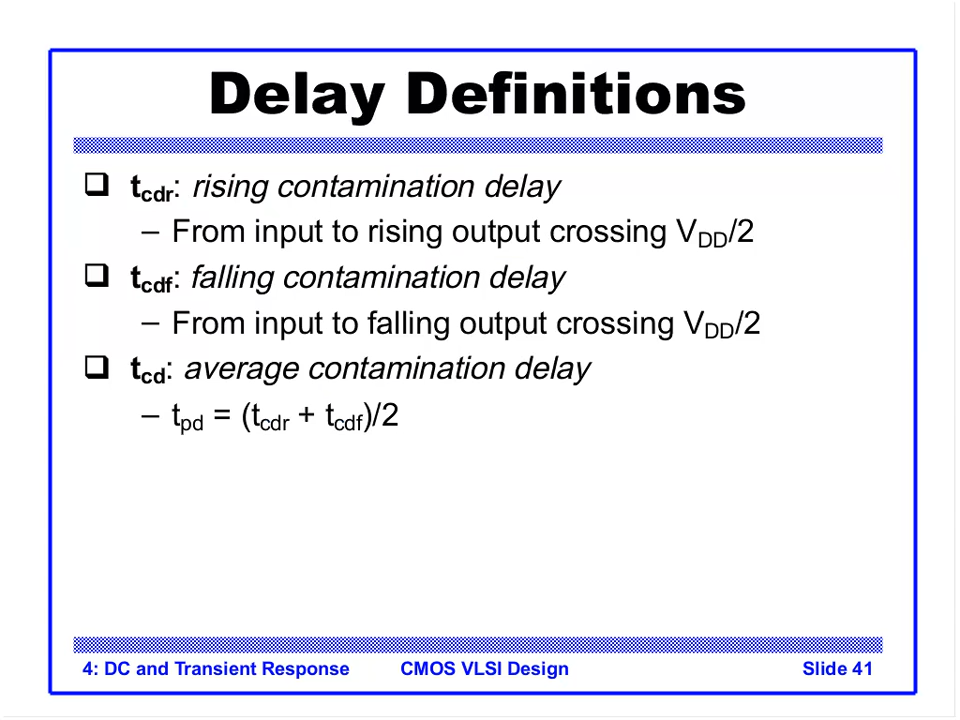 Delay Definitions
❑ tcdr: rising contamination delay
– From input to rising output crossing VDD/2
❑ tcdf: falling contamination delay
– From input to falling output crossing VDD/2
❑ tcd: average contamination delay
– tpd = (tcdr + tcdf)/2
4: DC and Transient Response CMOS VLSI Design Slide 41